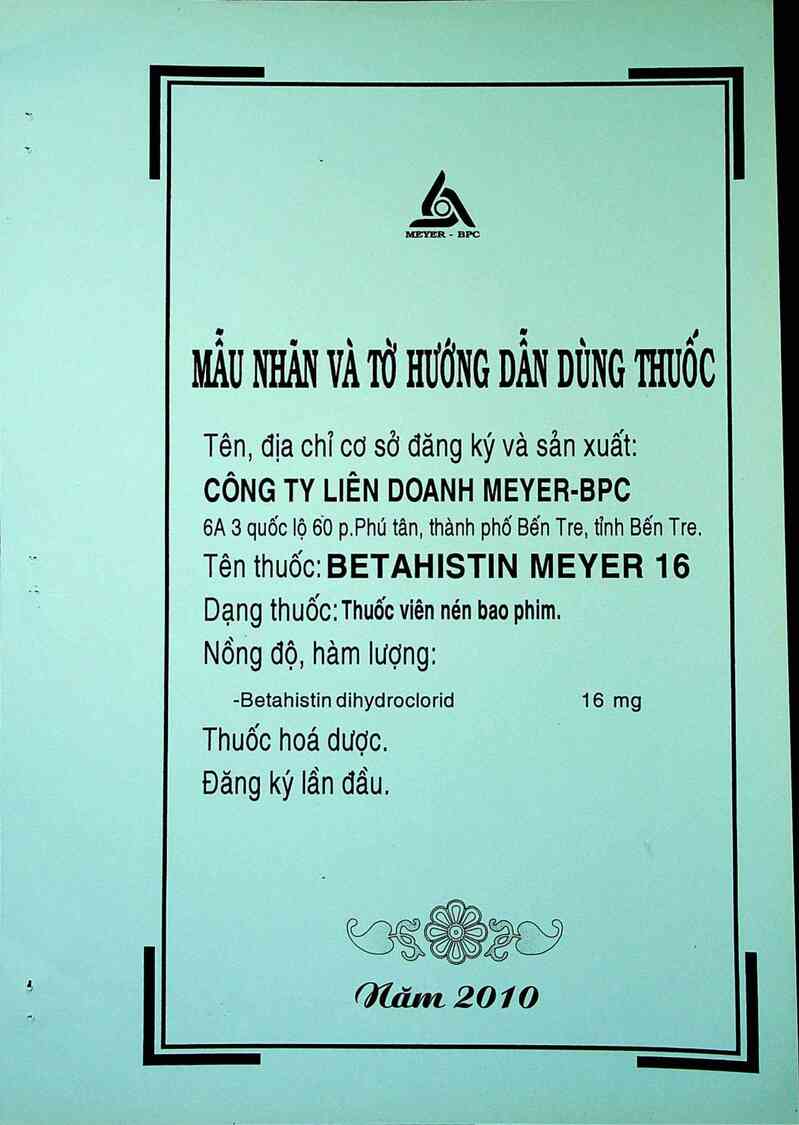 MEYER - BPC
MẪU NHÃN VÀ TỜ HƯỚNG DẪN DÙNG THUỐC
Tên, địa chỉ cơ sở đăng ký và sản xuất:
CÔNG TY LIÊN DOANH MEYER-BPC
6A 3 quốc lộ 60 p.Phú tân, thành phố Bến Tre, tỉnh Bến Tre.
Tên thuốc: BETAHISTIN MEYER 16
Dạng thuốc: Thuốc viên nén bao phim.
Nồng độ, hàm lượng:
-Betahistin dihydroclorid 16 mg
Thuốc hoá dược.
Đăng ký lần đầu.
Năm 2010